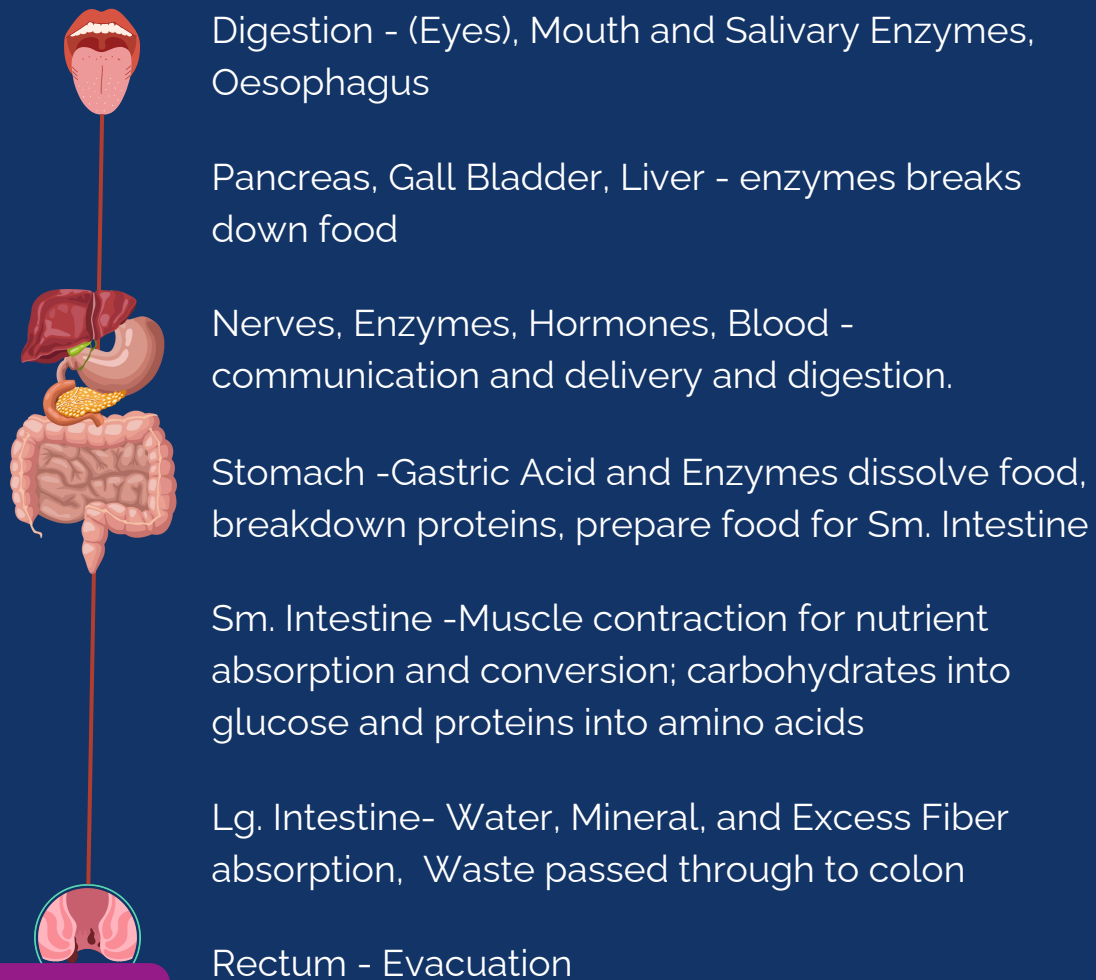 Digestion - (Eyes), Mouth and Salivary Enzymes,
Oesophagus
Pancreas, Gall Bladder, Liver - enzymes breaks
down food
Nerves, Enzymes, Hormones, Blood -
communication and delivery and digestion.
Stomach -Gastric Acid and Enzymes dissolve food,
breakdown proteins, prepare food for Sm. Intestine
Sm. Intestine -Muscle contraction for nutrient
absorption and conversion; carbohydrates into
glucose and proteins into amino acids
Lg. Intestine- Water, Mineral, and Excess Fiber
absorption,  Waste passed through to colon
Rectum - Evacuation